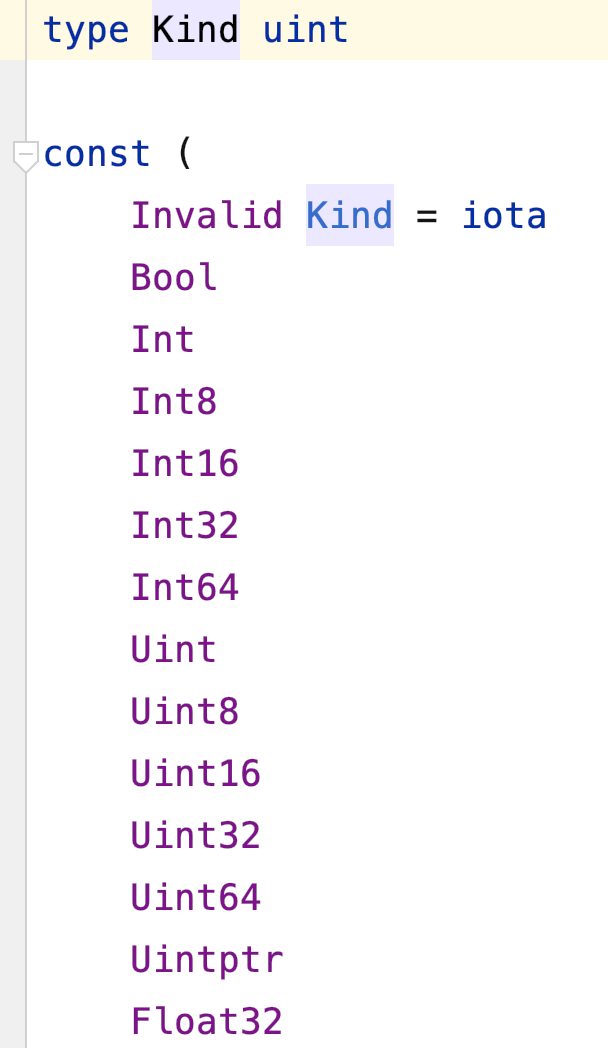 type Kind uint
const (
Invalid Kind = iota
Bool
Int
Int8
Int16
Int32
Int64
Uint
Uint8
Uint16
Uint32
Uint64
Uintptr
Float32